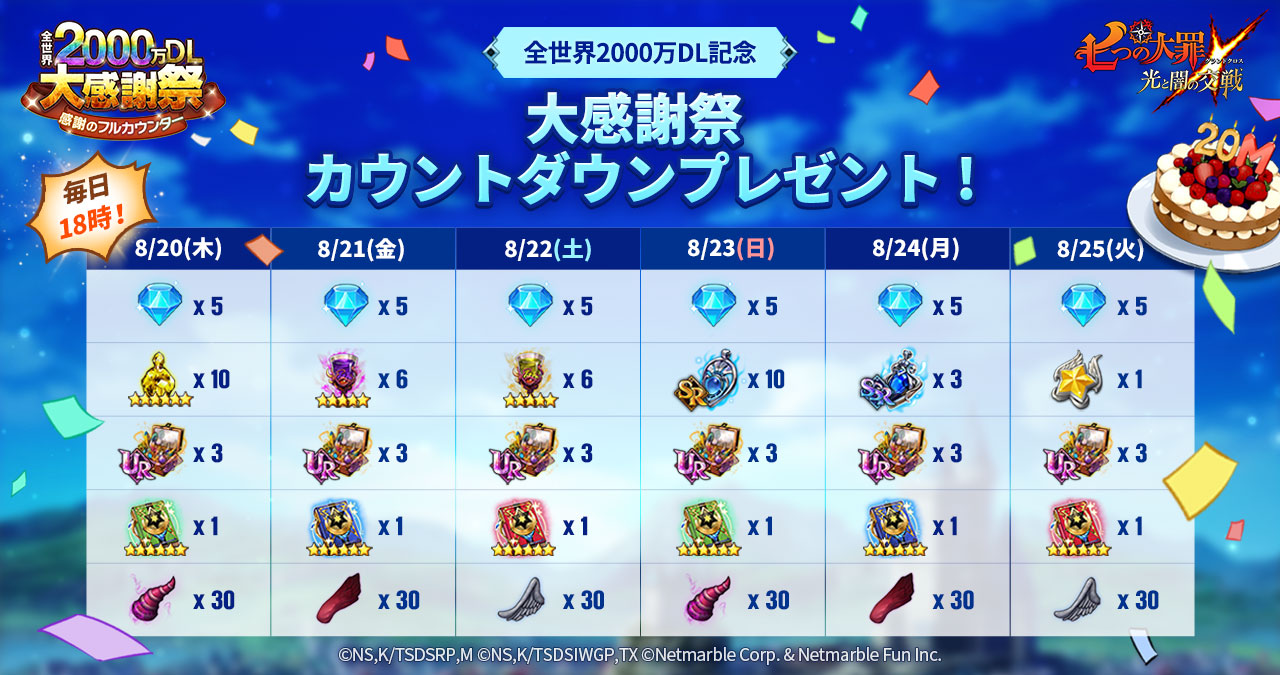 全世界
2000万DL
大感謝祭
感謝のフルカウンター
全世界2000万DL記念
七つの大罪
グランドクロス
光と闇の交戦
大感謝祭
カウントダウンプレゼント!
20M
毎日
18時!
8/20(木) 8/21(金) 8/22(土) 8/23(日) 8/24(月) 8/25(火)
x 5 x 5 x 5 x 5 x 5 x 5
x 10 x 6 x 6 SR x 10 SSR x 3 x 1
UR x 3 UR x 3 UR x 3 UR x 3 UR x 3 UR x 3
x 1 x 1 x 1 x 1 x 1 x 1
x 30 x 30 x 30 x 30 x 30 x 30
©NS,K/TSDSRP,M ©NS,K/TSDSIWGP,TX ©Netmarble Corp. & Netmarble Fun Inc.